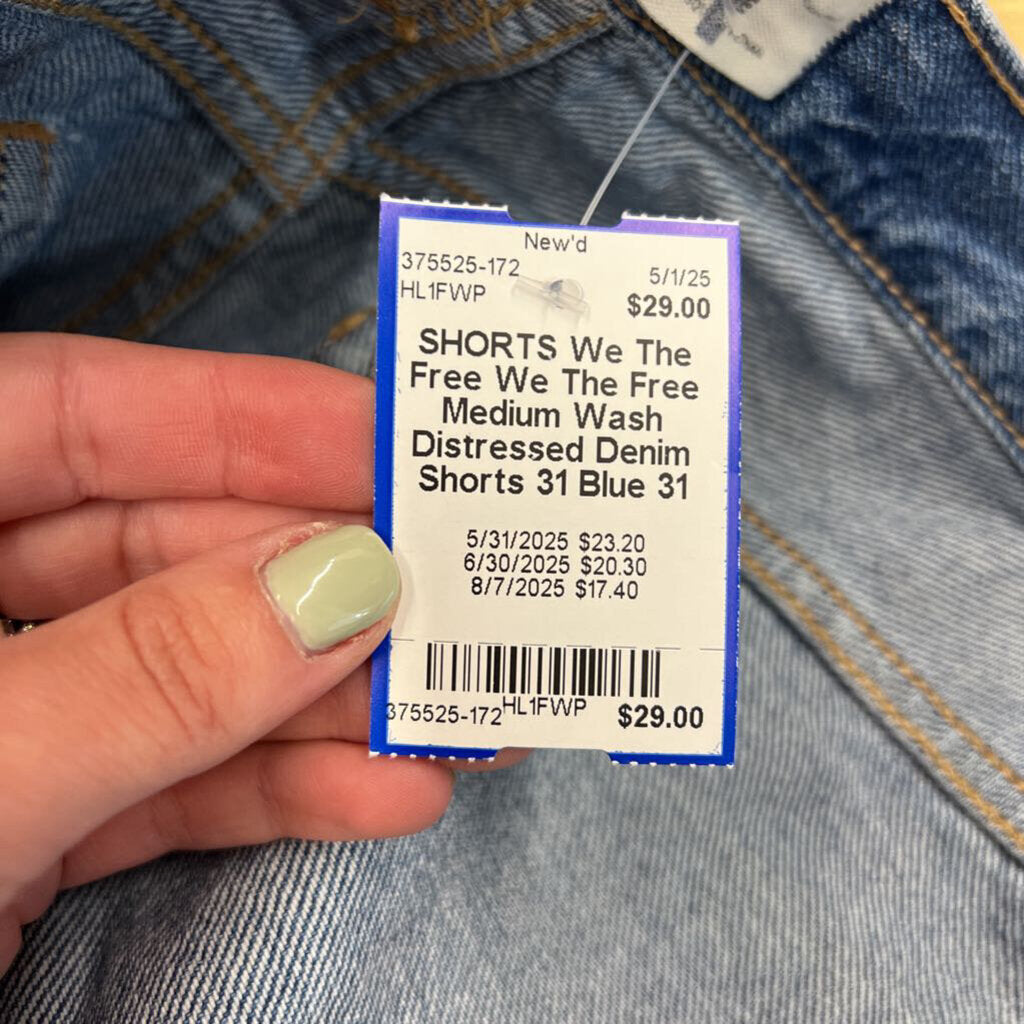 New'd
375525-172
5/1/25
HL1FWP
$29.00
SHORTS We The
Free We The Free
Medium Wash
Distressed Denim
Shorts 31 Blue 31
5/31/2025 $23.20
6/30/2025 $20.30
8/7/2025 $17.40
375525-172 HL1FWP $29.00